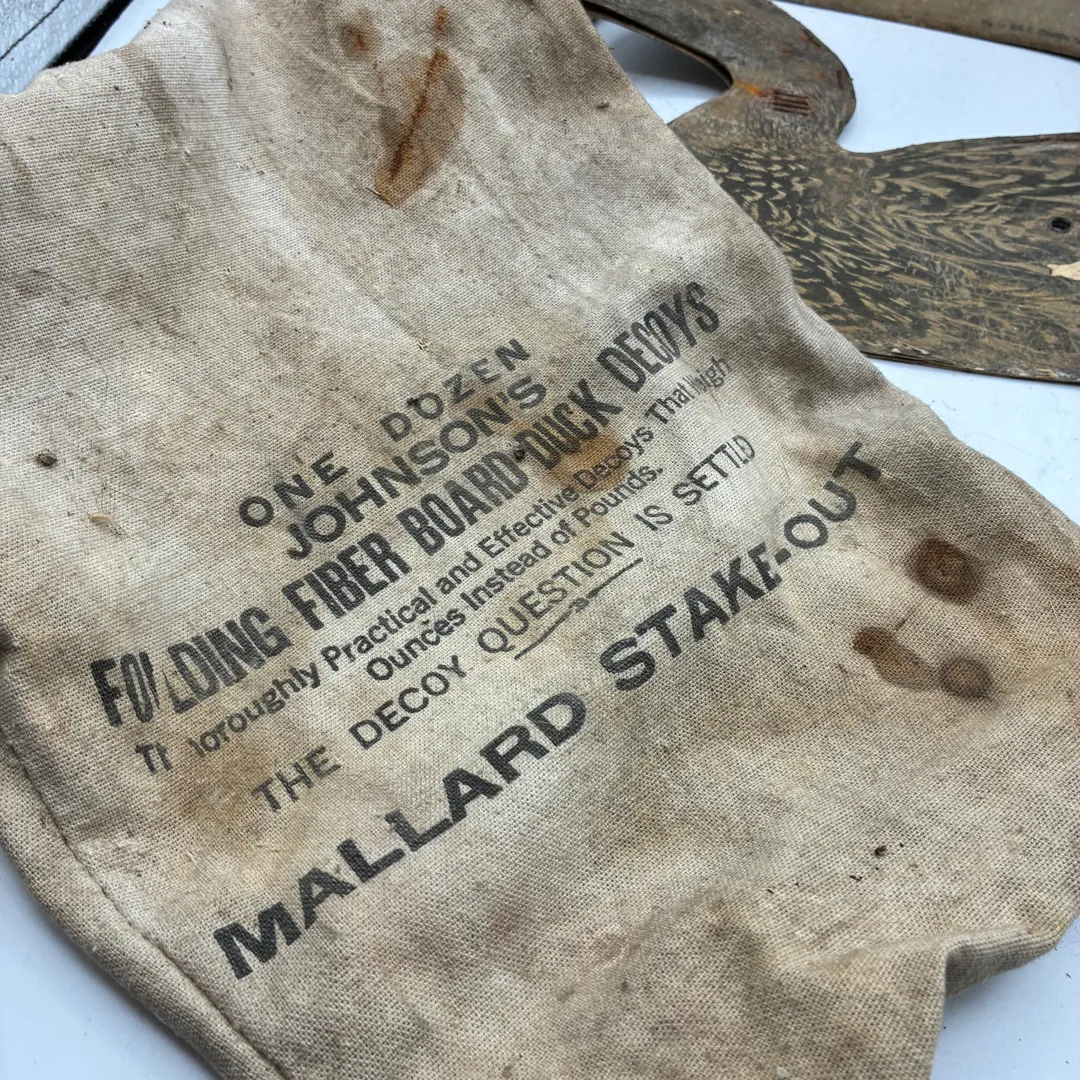 ONE DOZEN
JOHNSON'S
FOLDING FIBER BOARD DUCK DECOYS
Thoroughly Practical and Effective Decoys That Weigh
Ounces Instead of Pounds.
THE DECOY QUESTION IS SETTLD
MALLARD STAKE-OUT